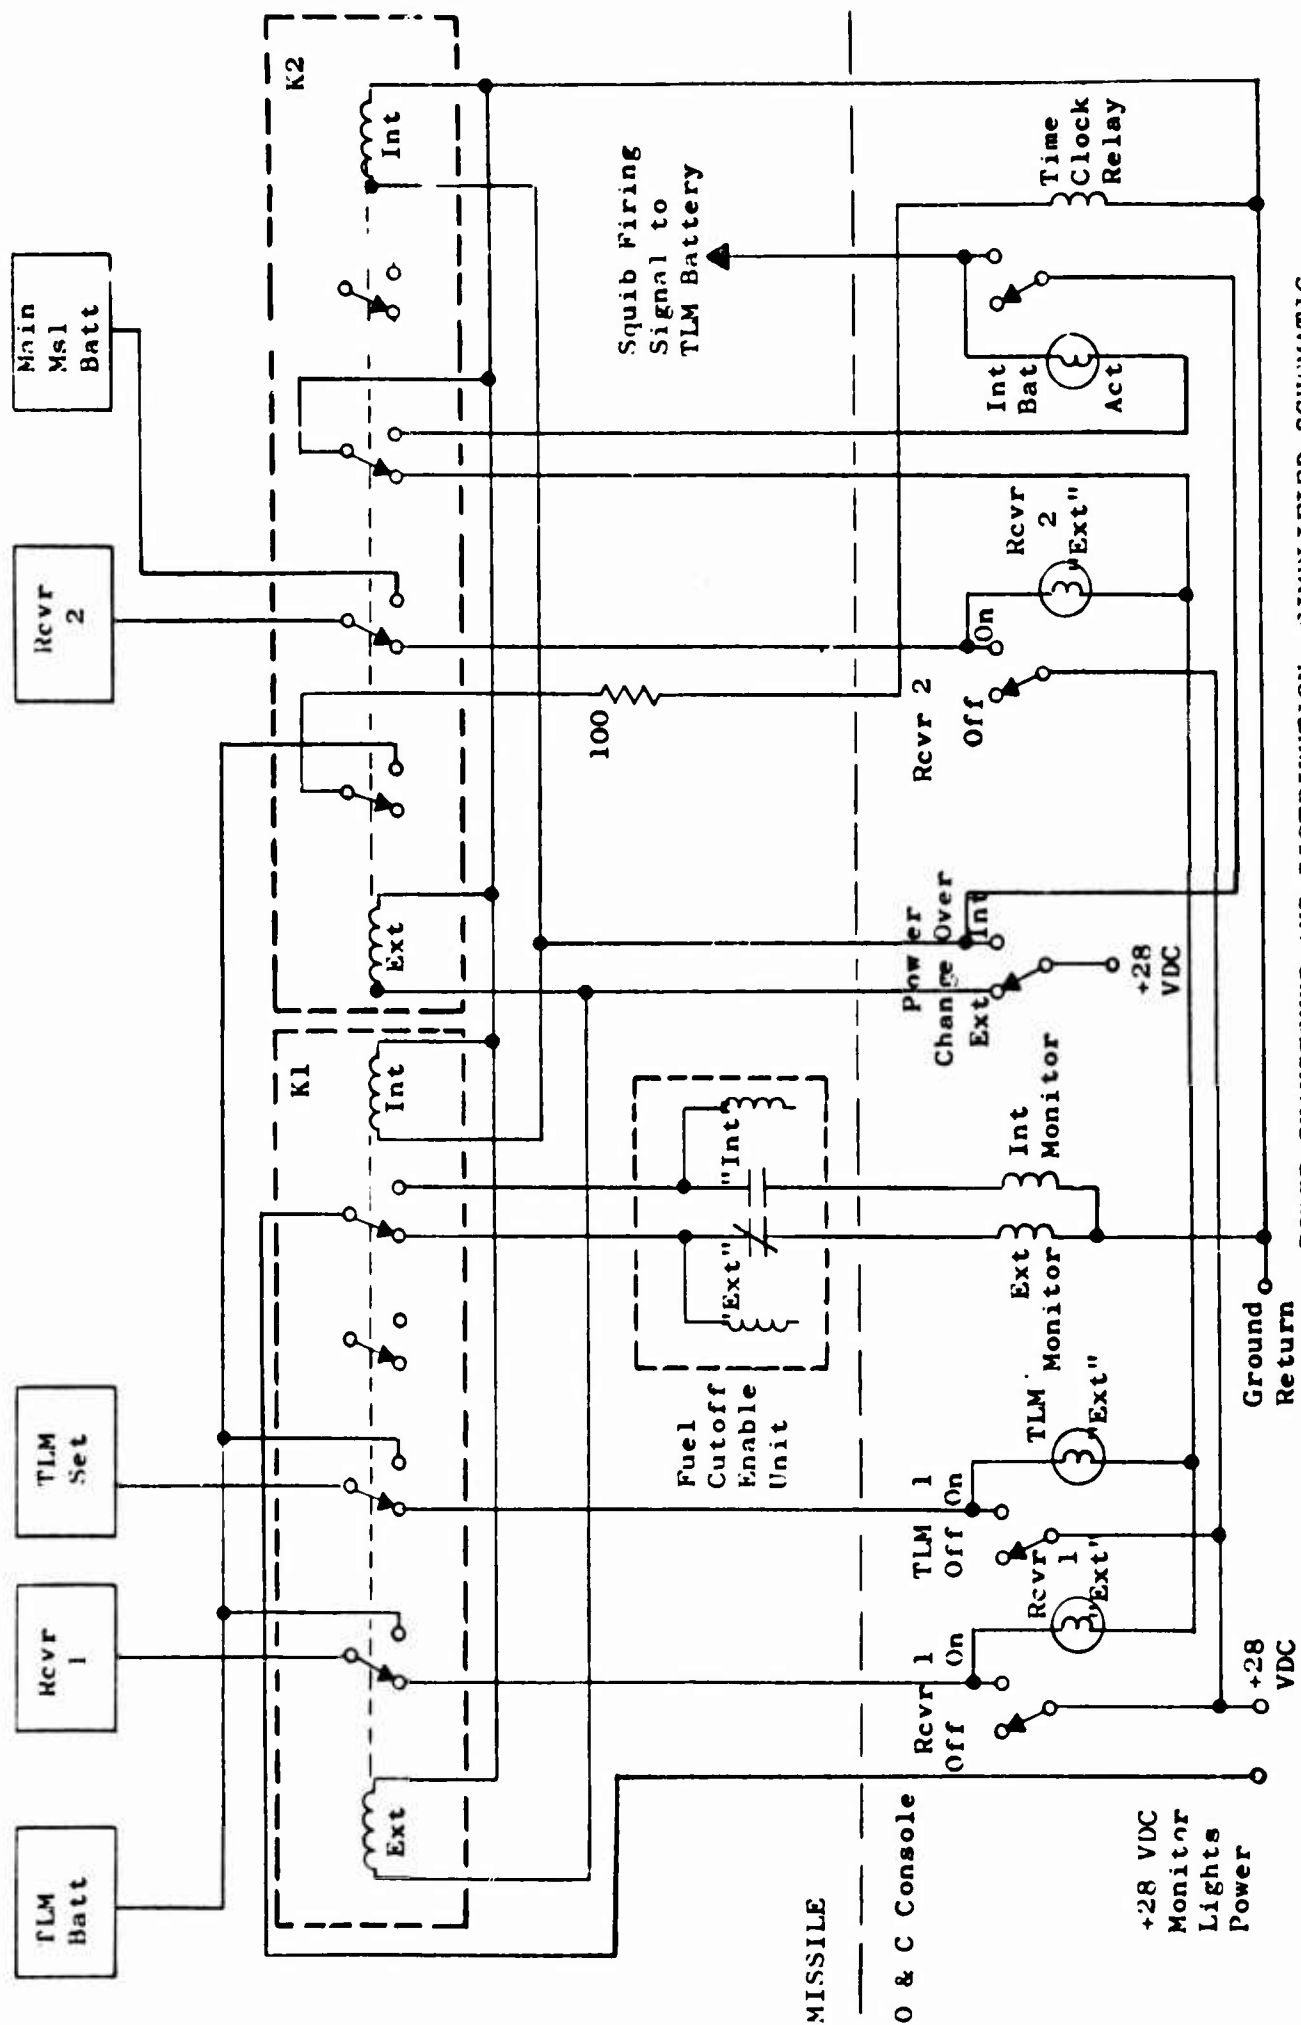 TLM
Batt
Rcvr
1
TLM
Set
Rcvr
2
Main
Msl
Batt
K1
K2
Ext
Int
Ext
Int
Fuel
Cutoff
Enable
Unit
"Ext"
"Int
100
Squib Firing
Signal to
TLM Battery
MISSILE
O & C Console
Rcvr 1
Off
On
Rcvr
1
"Ext"
TLM 1
Off
On
TLM
"Ext"
Ext
Monitor
Int
Monitor
Power
Change Over
Ext
Int
+28
VDC
Rcvr 2
Off
On
Rcvr
2
"Ext"
Int
Bat
Act
Time
Clock
Relay
+28 VDC
Monitor
Lights
Power
+28
VDC
Ground
Return